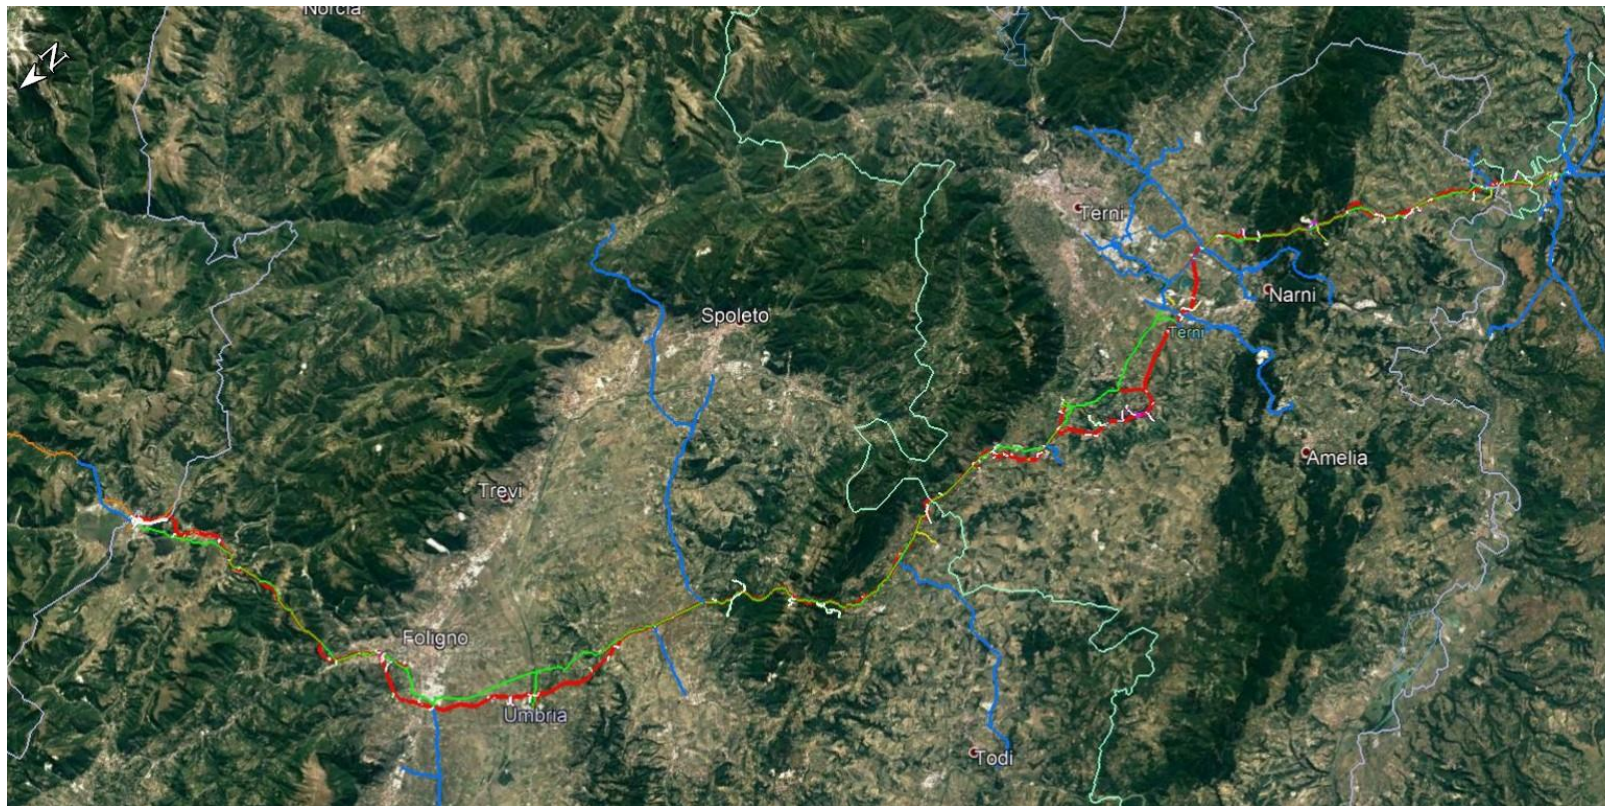 Norcia
N
Terni
Narni
Spoleto
Terni
Amelia
Trevi
Foligno
Umbria
Todi